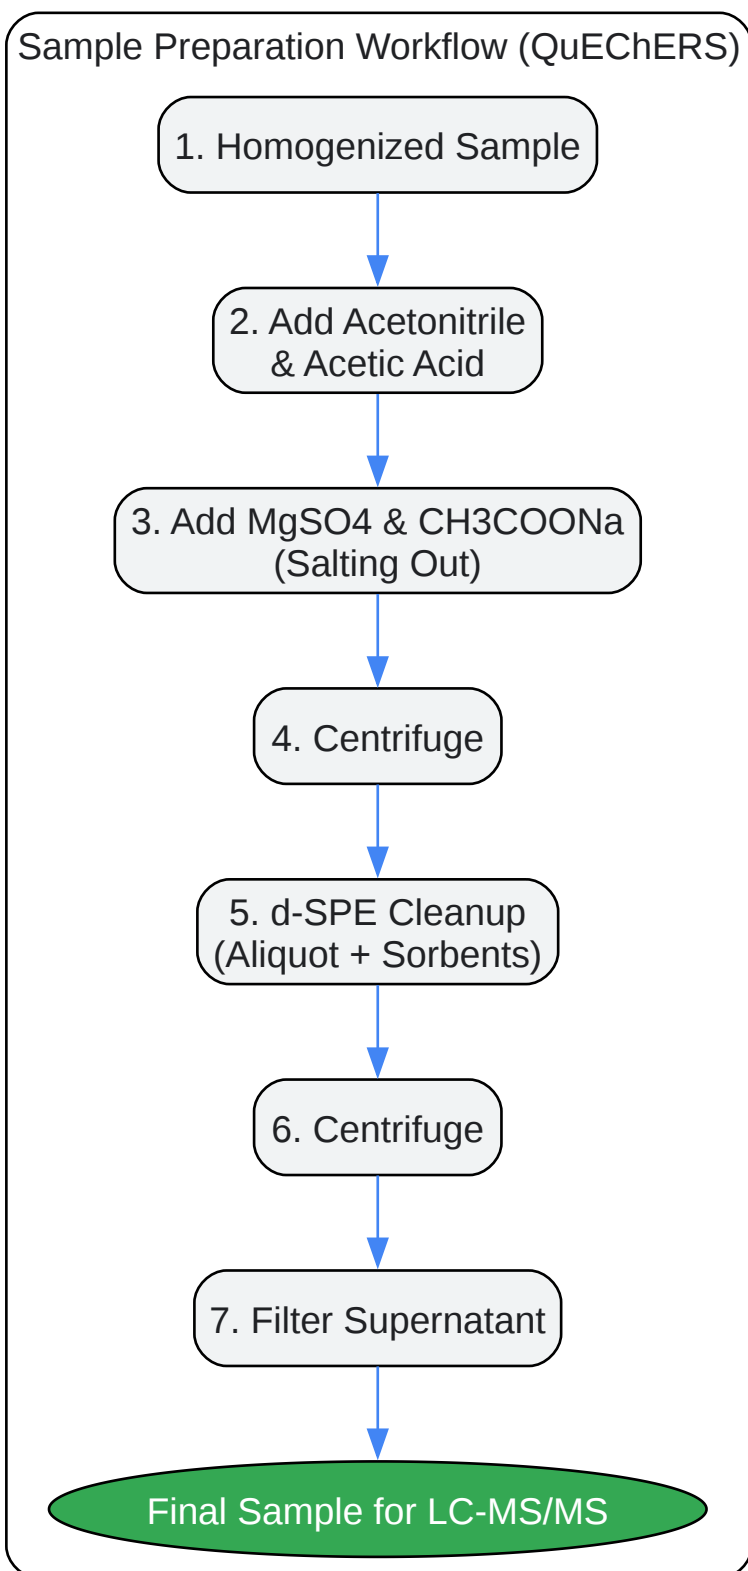 Sample Preparation Workflow (QuEChERS)
1. Homogenized Sample
2. Add Acetonitrile
& Acetic Acid
3. Add MgSO4 & CH3COONa
(Salting Out)
4. Centrifuge
5. d-SPE Cleanup
(Aliquot + Sorbents)
6. Centrifuge
7. Filter Supernatant
Final Sample for LC-MS/MS